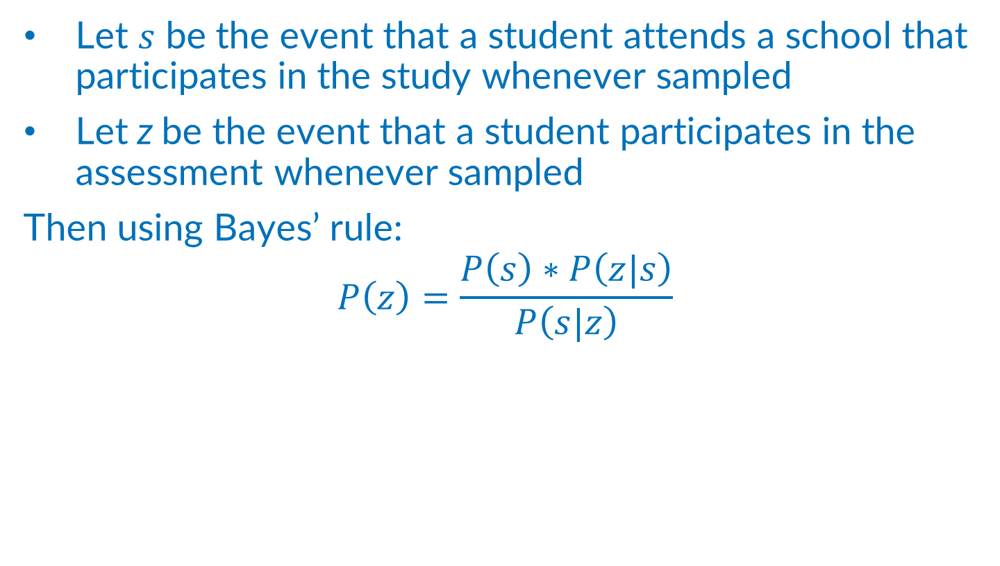 • Let s be the event that a student attends a school that
participates in the study whenever sampled
• Let z be the event that a student participates in the
assessment whenever sampled
Then using Bayes’ rule:
P(z) = P(s) ∗ P(z|s) / P(s|z)